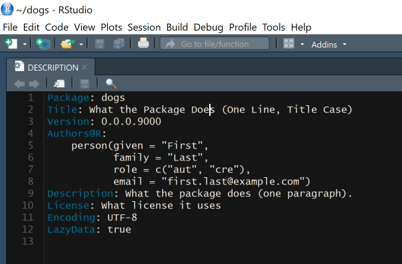 ~/dogs - RStudio
File Edit Code View Plots Session Build Debug Profile Tools Help
Go to file/function Addins
DESCRIPTION
1 Package: dogs
2 Title: What the Package Does (One Line, Title Case)
3 Version: 0.0.0.9000
4 Authors@R:
5 person(given = "First",
6 family = "Last",
7 role = c("aut", "cre"),
8 email = "first.last@example.com")
9 Description: What the package does (one paragraph).
10 License: What license it uses
11 Encoding: UTF-8
12 LazyData: true
13